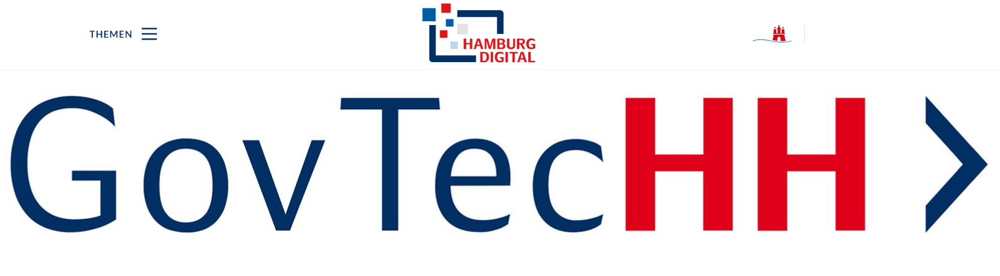 THEMEN
HAMBURG
DIGITAL
GovTecHH